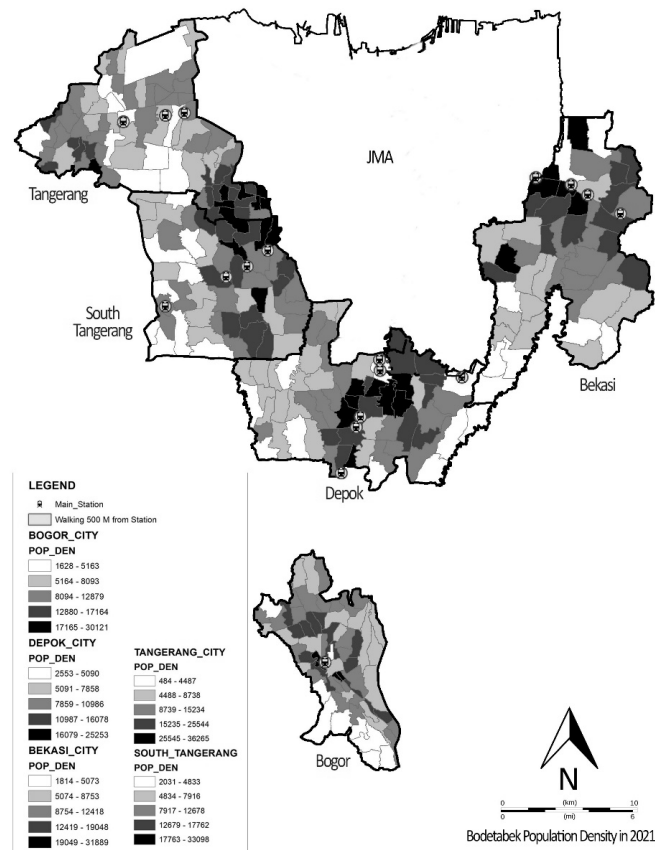 JMA
Tangerang
South
Tangerang
Bekasi
Depok
LEGEND
Main_Station
Walking 500 M from Station
BOGOR_CITY
POP_DEN
1628 - 5163
5164 - 8093
8094 - 12879
12880 - 17164
17165 - 30121
DEPOK_CITY
POP_DEN
2553 - 5090
5091 - 7858
7859 - 10986
10987 - 16078
16079 - 25253
BEKASI_CITY
POP_DEN
1814 - 5073
5074 - 8753
8754 - 12418
12419 - 19048
19049 - 31889
TANGERANG_CITY
POP_DEN
484 - 4487
4488 - 8738
8739 - 15234
15235 - 25544
25545 - 36265
SOUTH_TANGERANG
POP_DEN
2031 - 4833
4834 - 7916
7917 - 12678
12679 - 17762
17763 - 33098
Bogor
N
0 (km) 10
0 (mi) 6
Bodetabek Population Density in 2021